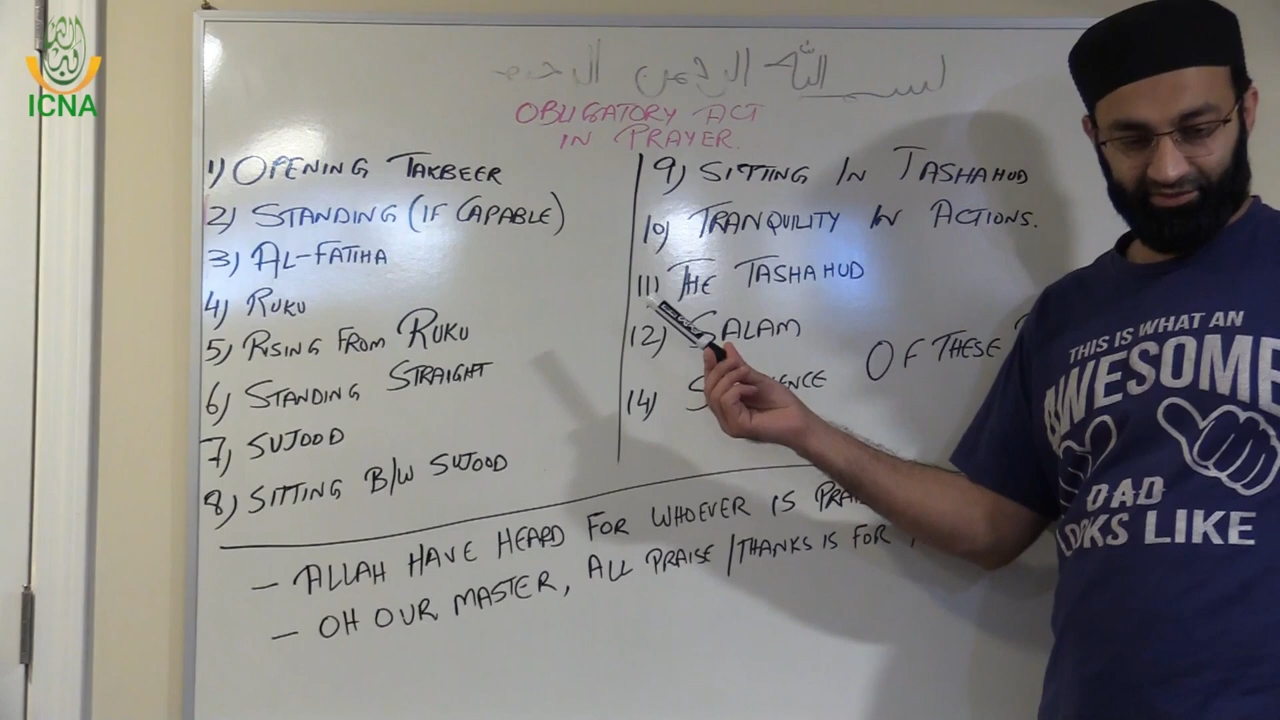 ICNA
بسم الله الرحمن الرحيم
OBLIGATORY ACT
IN PRAYER.
1) OPENING TAKBEER
2) STANDING (IF CAPABLE)
3) AL-FATIHA
4) RUKU
5) RISING FROM RUKU
6) STANDING STRAIGHT
7) SUJOOD
8) SITTING B/W SUJOOD
9) SITTING IN TASHAHUD
10) TRANQUILITY IN ACTIONS.
11) THE TASHAHUD
12) SALAM
14) OF THESE
- ALLAH HAVE HEARD FOR WHOEVER IS
- OH OUR MASTER, ALL PRAISE/THANKS IS FOR
THIS IS WHAT AN
AWESOME
DAD
LOOKS LIKE